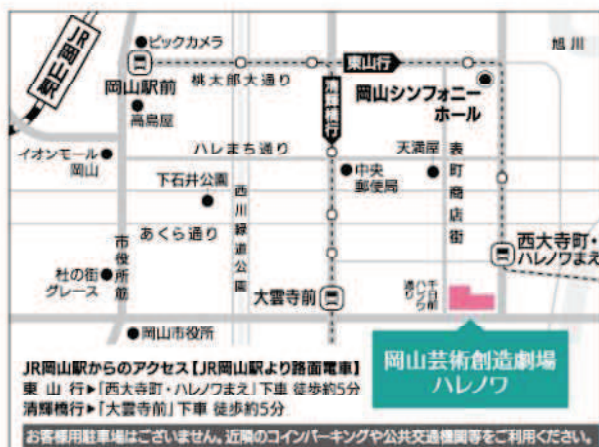 JR岡山駅
ビックカメラ
岡山駅前
桃太郎大通り
高島屋
東山行
旭川
清輝橋行
岡山シンフォニー
ホール
ハレまち通り
イオンモール
岡山
下石井公園
西川緑道公園
中央
郵便局
天満屋
表町商店街
あくら通り
市役所筋
杜の街
グレース
大雲寺前
西大寺町・
ハレノワまえ
千日前
ハレノワ
通り
岡山市役所
岡山芸術創造劇場
ハレノワ
JR岡山駅からのアクセス【JR岡山駅より路面電車】
東 山 行▶「西大寺町・ハレノワまえ」下車 徒歩約5分
清輝橋行▶「大雲寺前」下車 徒歩約5分
お客様用駐車場はございません。近隣のコインパーキングや公共交通機関等をご利用ください。